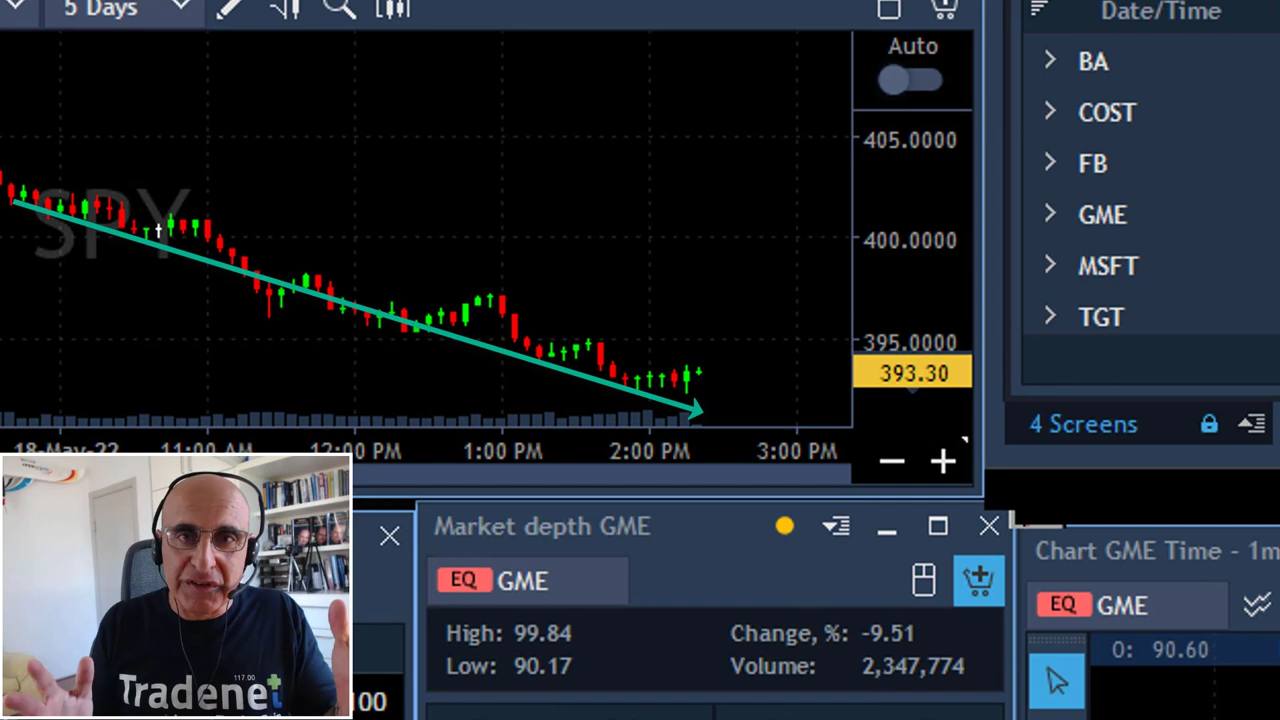 5 Days
Date/Time
Auto
BA
COST
FB
GME
MSFT
TGT
SPY
405.0000
400.0000
395.0000
393.30
4 Screens
18-May-22 11:00 AM 12:00 PM 1:00 PM 2:00 PM 3:00 PM
Market depth GME
EQ GME
High: 99.84 Change, %: -9.51
Low: 90.17 Volume: 2,347,774
Chart GME Time - 1m
EQ GME
O: 90.60
117.00
Tradenet
100